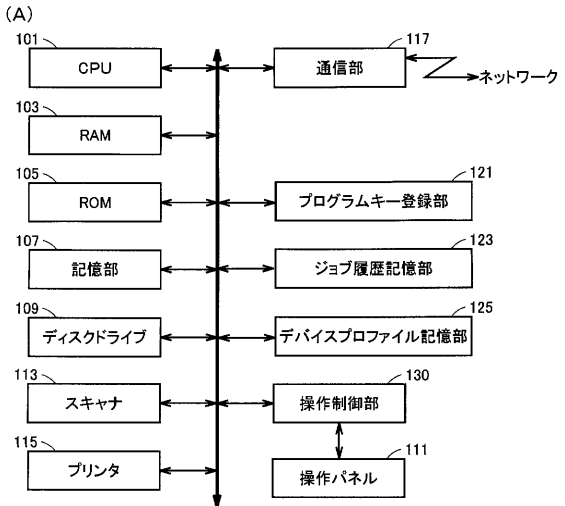 (A)
101
CPU
117
通信部
ネットワーク
103
RAM
105
ROM
121
プログラムキー登録部
107
記憶部
123
ジョブ履歴記憶部
109
ディスクドライブ
125
デバイスプロファイル記憶部
113
スキャナ
130
操作制御部
115
プリンタ
111
操作パネル